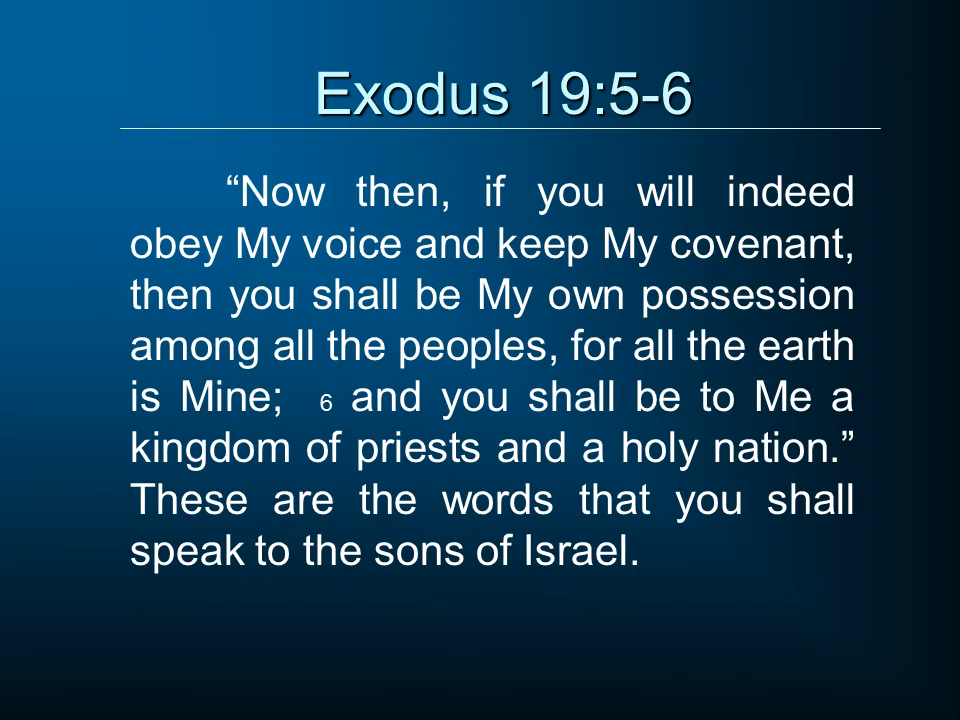 Exodus 19:5-6
“Now then, if you will indeed
obey My voice and keep My covenant,
then you shall be My own possession
among all the peoples, for all the earth
is Mine; 6 and you shall be to Me a
kingdom of priests and a holy nation.”
These are the words that you shall
speak to the sons of Israel.